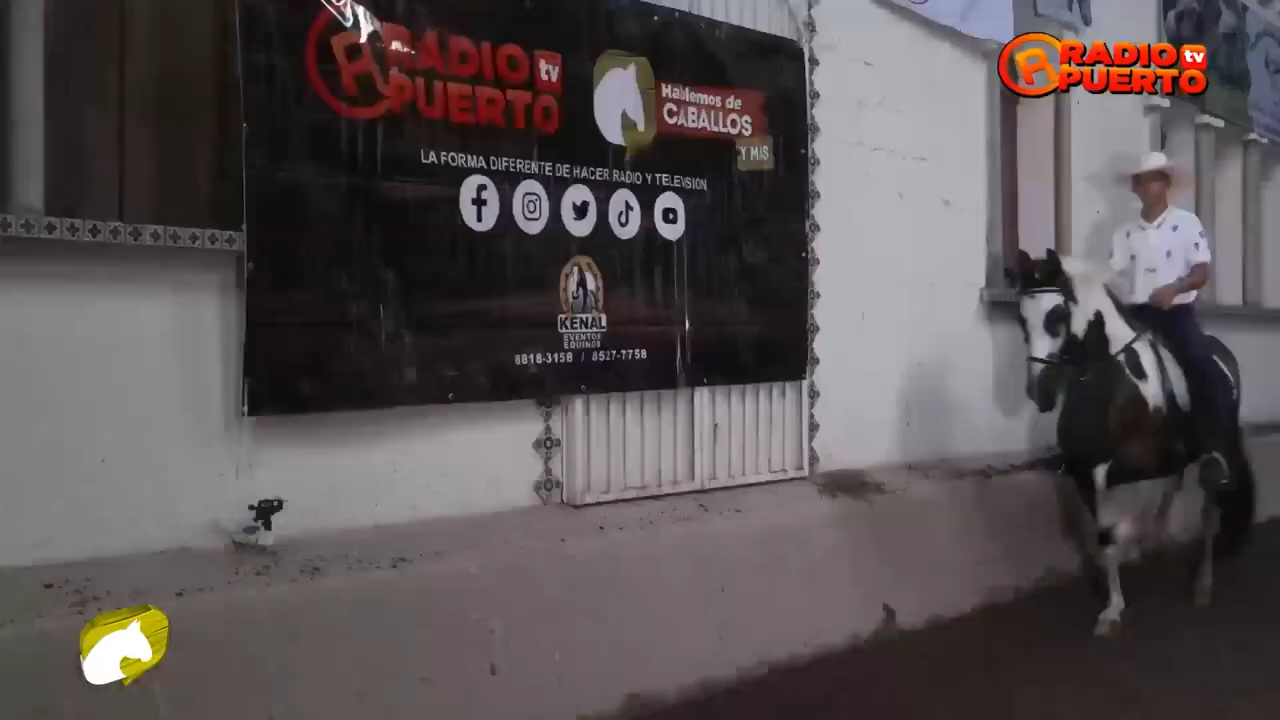 RADIO tv
PUERTO
Hablemos de
CABALLOS
Y MÁS
LA FORMA DIFERENTE DE HACER RADIO Y TELEVISIÓN
KENAL
EVENTOS
EQUINOS
8818-3158 / 8527-7758
RADIO tv
PUERTO